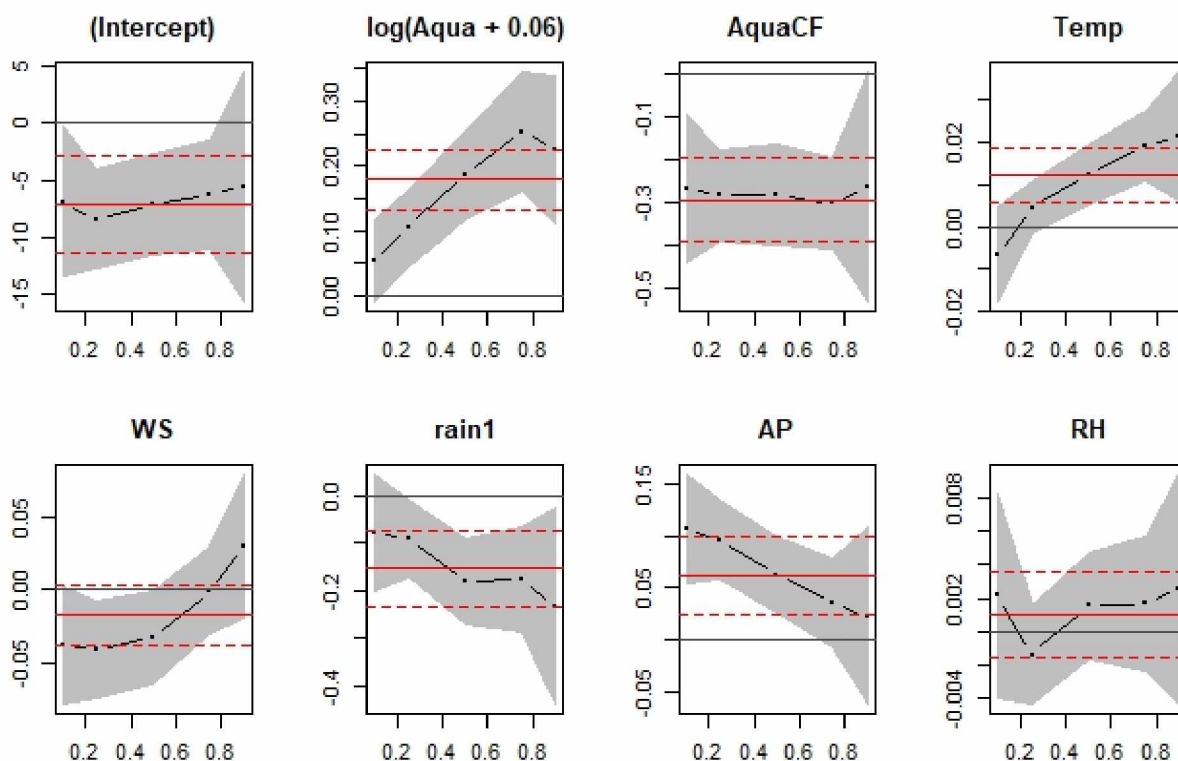 (Intercept)
-15 -10 -5 0 5
0.2 0.4 0.6 0.8
log(Aqua + 0.06)
0.00 0.10 0.20 0.30
0.2 0.4 0.6 0.8
AquaCF
-0.5 -0.3 -0.1
0.2 0.4 0.6 0.8
Temp
-0.02 0.00 0.02
0.2 0.4 0.6 0.8
WS
-0.05 0.00 0.05
0.2 0.4 0.6 0.8
rain1
-0.4 -0.2 0.0
0.2 0.4 0.6 0.8
AP
-0.05 0.05 0.15
0.2 0.4 0.6 0.8
RH
-0.004 0.002 0.008
0.2 0.4 0.6 0.8